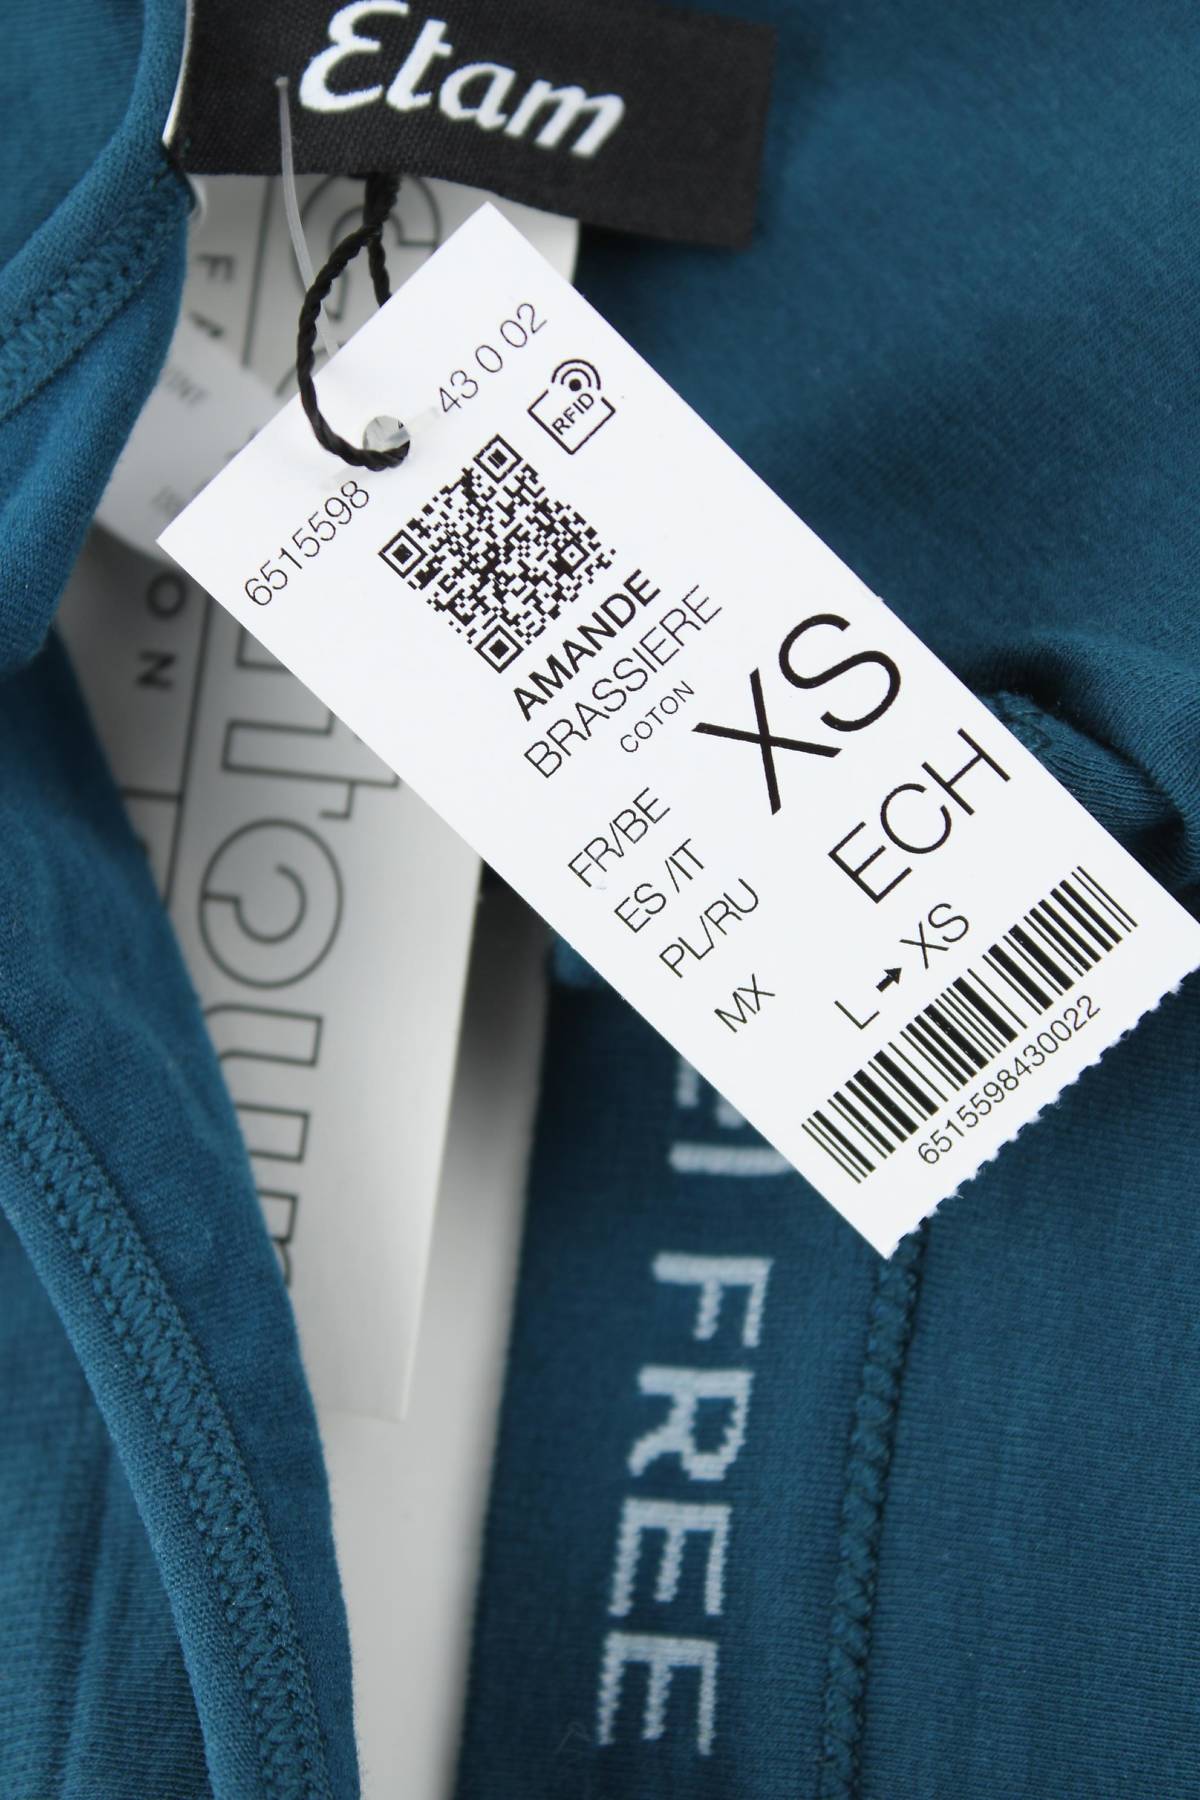 Etam
43 0 02
RFID
6515598
AMANDE
BRASSIERE
COTON
XS
ECH
FR/BE
ES /IT
PL/RU
MX
L → XS
6515598430022
FREE